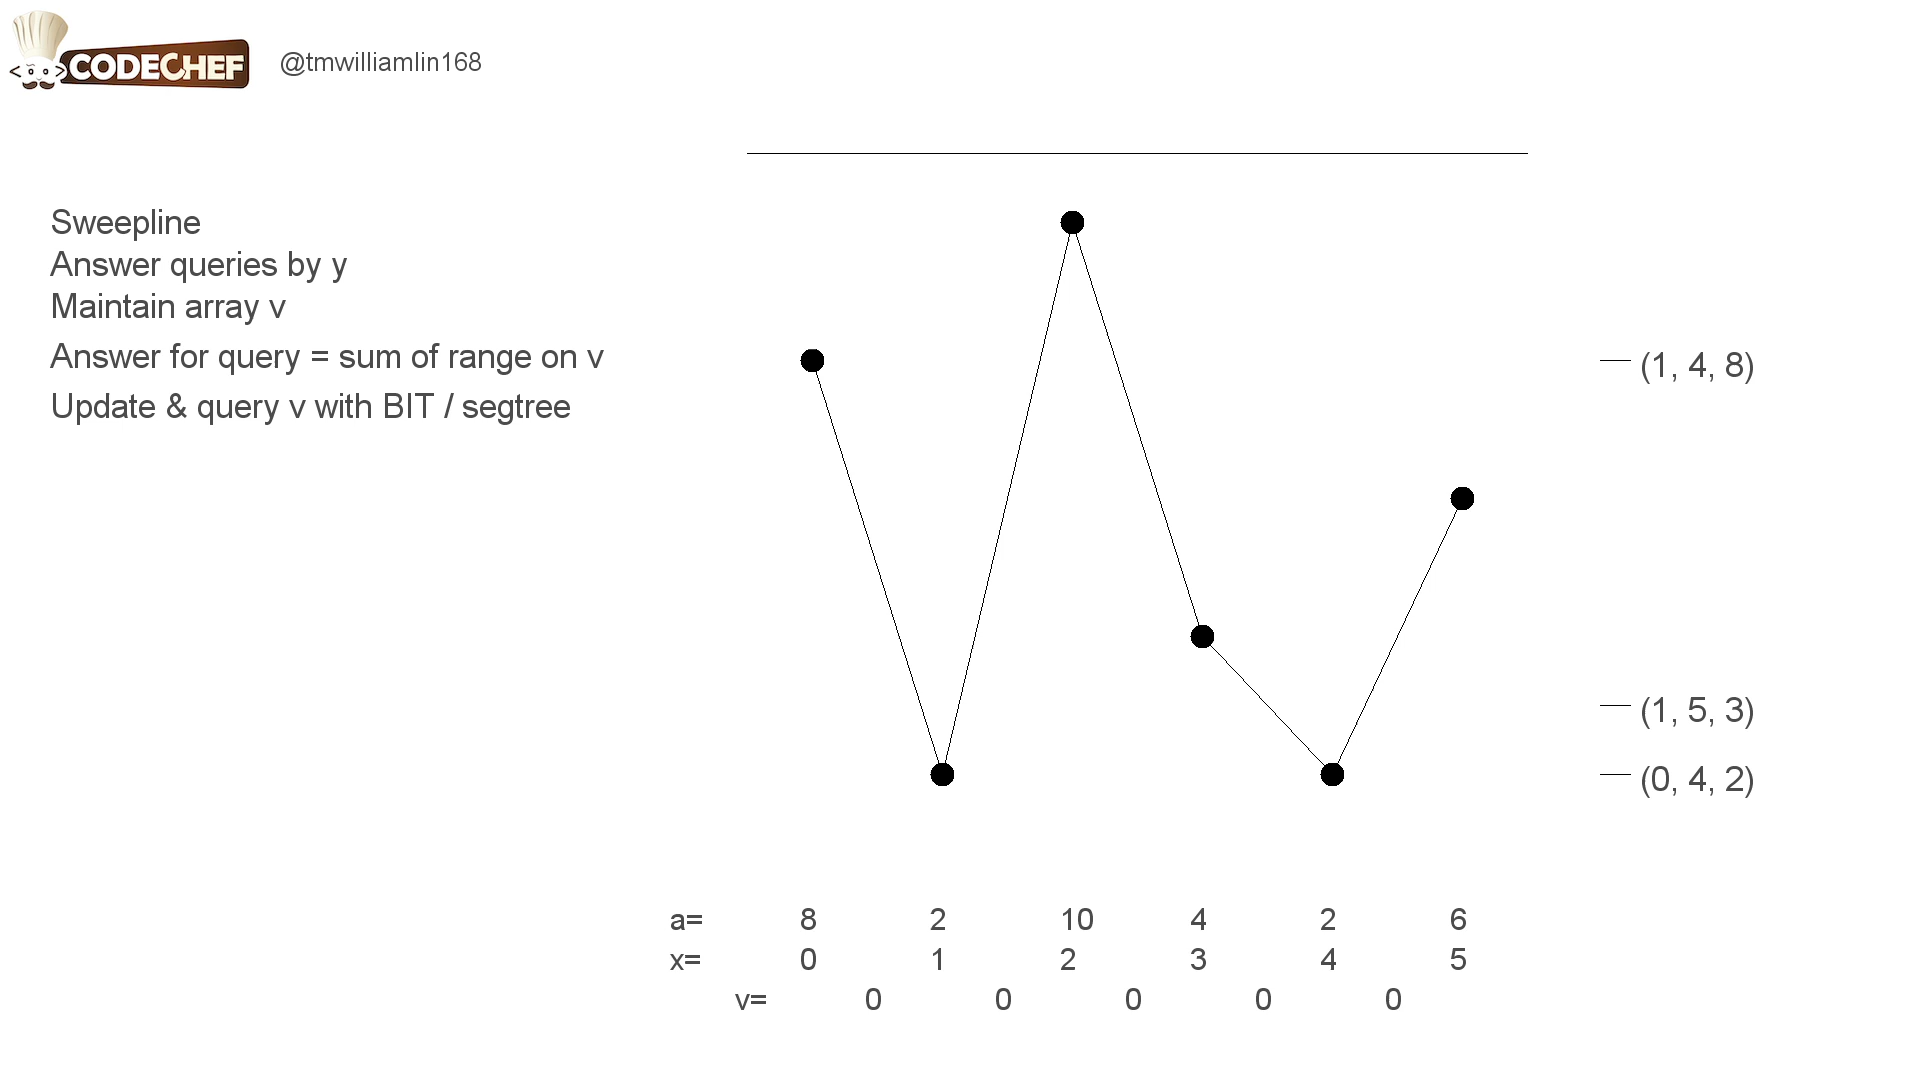 CODECHEF @tmwilliamlin168
Sweepline
Answer queries by y
Maintain array v
Answer for query = sum of range on v
Update & query v with BIT / segtree
(1, 4, 8)
(1, 5, 3)
(0, 4, 2)
a= 8 2 10 4 2 6
x= 0 1 2 3 4 5
v= 0 0 0 0 0